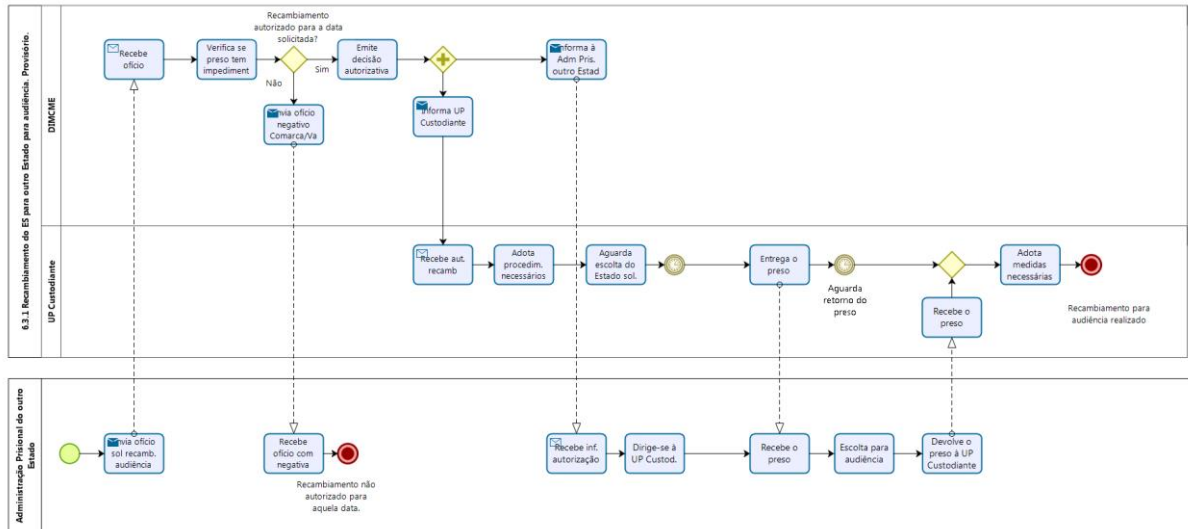 6.3.1 Recambiamento do ES para outro Estado para audiência. Provisório.
DIMCME
Recebe
ofício
Verifica se
preso tem
impediment
Recambiamento
autorizado para a data
solicitada?
Sim
Não
Emite
decisão
autorizativa
Informa à
Adm Pris.
outro Estad
nvia ofício
negativo
Comarca/Va
Informa UP
Custodiante
UP Custodiante
Recebe aut.
recamb
Adota
procedim.
necessários
Aguarda
escolta do
Estado sol.
Entrega o
preso
Aguarda
retorno do
preso
Recebe o
preso
Adota
medidas
necessárias
Recambiamento para
audiência realizado
Administração Prisional do outro
Estado
nvia ofício
sol recamb.
audiência
Recebe
ofício com
negativa
Recambiamento não
autorizado para
aquela data.
Recebe inf.
autorização
Dirige-se à
UP Custod.
Recebe o
preso
Escolta para
audiência
Devolve o
preso à UP
Custodiante